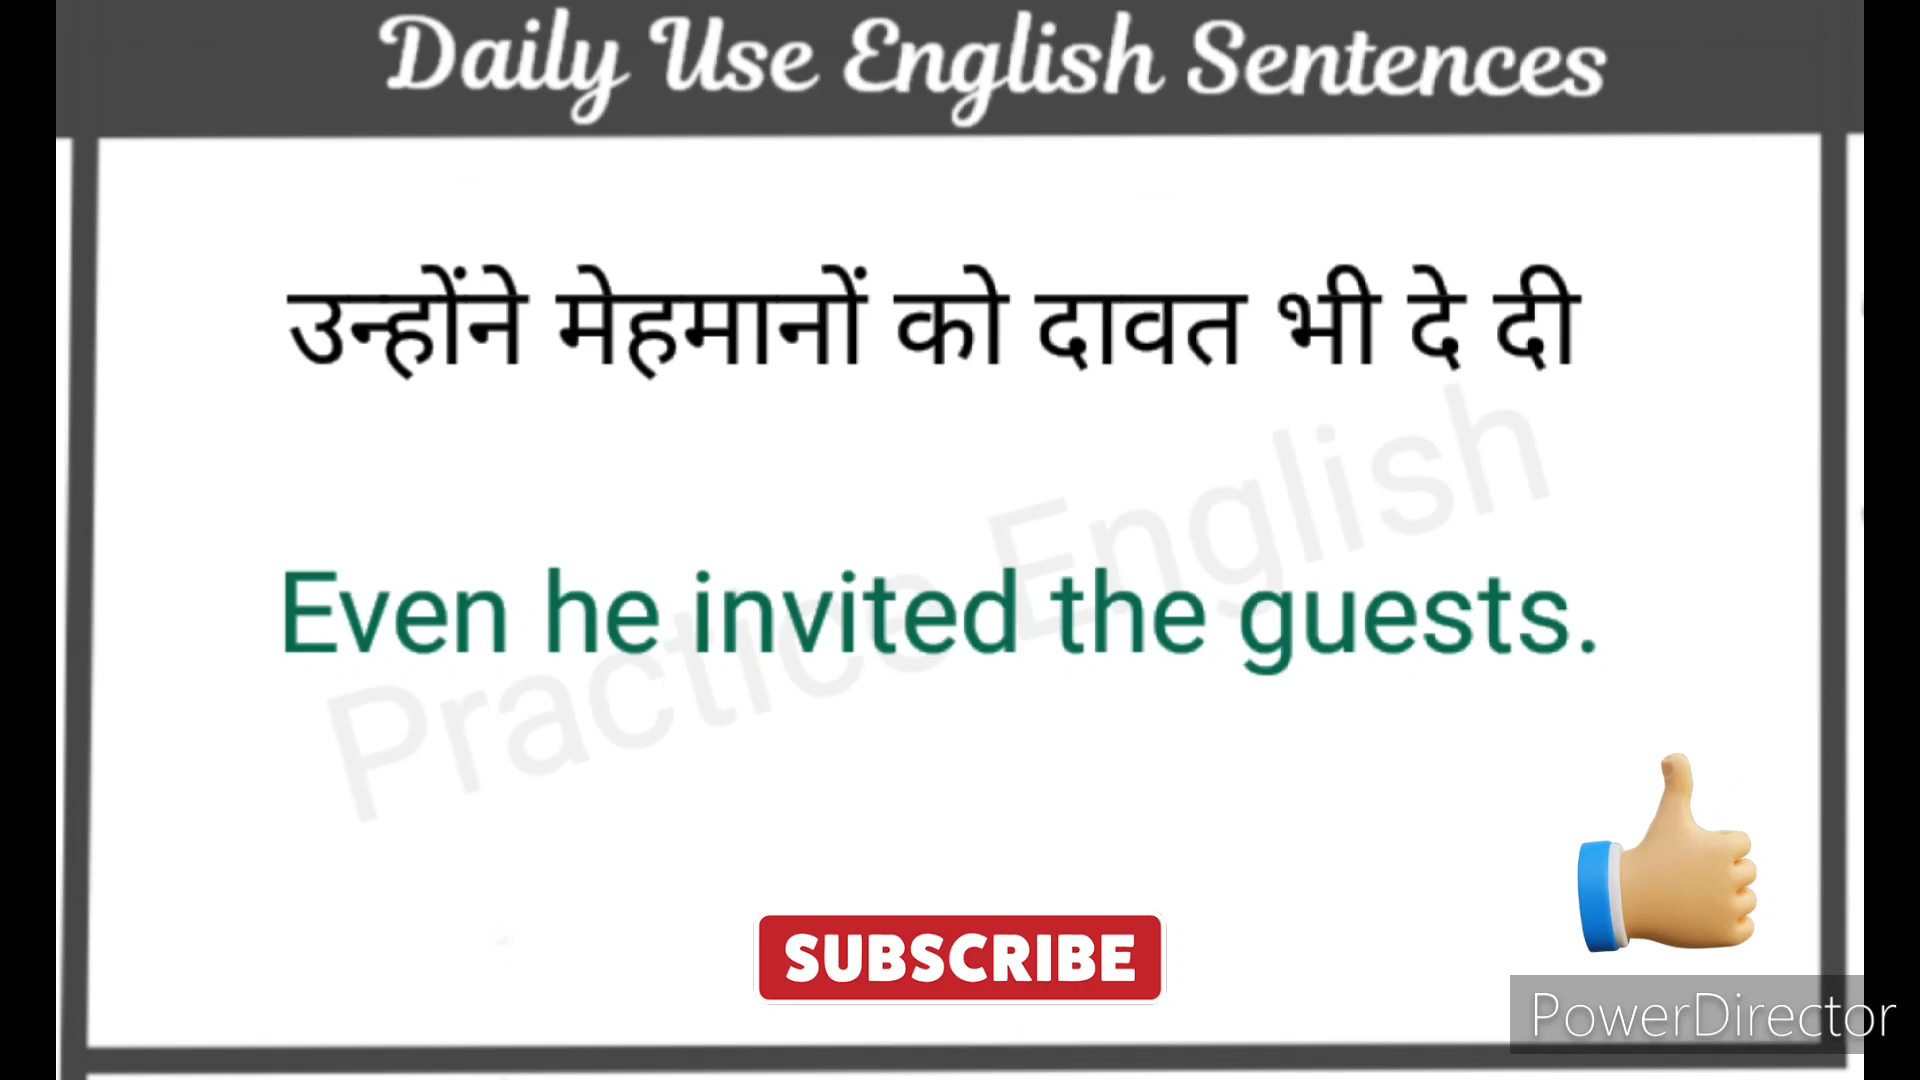 Daily Use English Sentences
उन्होंने मेहमानों को दावत भी दे दी
Even he invited the guests.
Practice English
SUBSCRIBE
PowerDirector